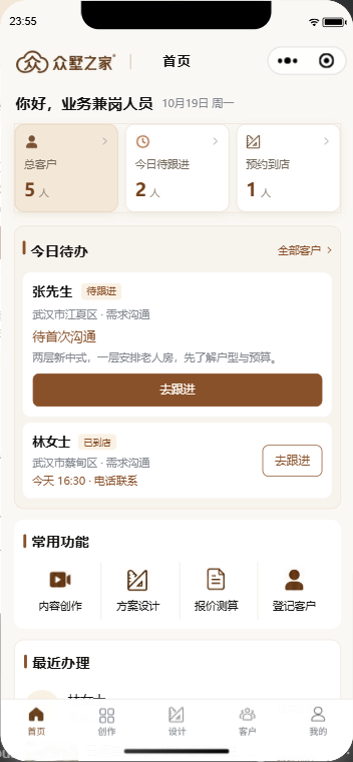 23:55
众墅之家 首页
你好，业务兼岗人员 10月19日 周一
总客户
5 人
今日待跟进
2 人
预约到店
1 人
今日待办 全部客户
张先生 待跟进
武汉市江夏区 · 需求沟通
待首次沟通
两层新中式，一层安排老人房，先了解户型与预算。
去跟进
林女士 已到店
武汉市蔡甸区 · 需求沟通
今天 16:30 · 电话联系
去跟进
常用功能
内容创作 方案设计 报价测算 登记客户
最近办理
首页 创作 设计 客户 我的